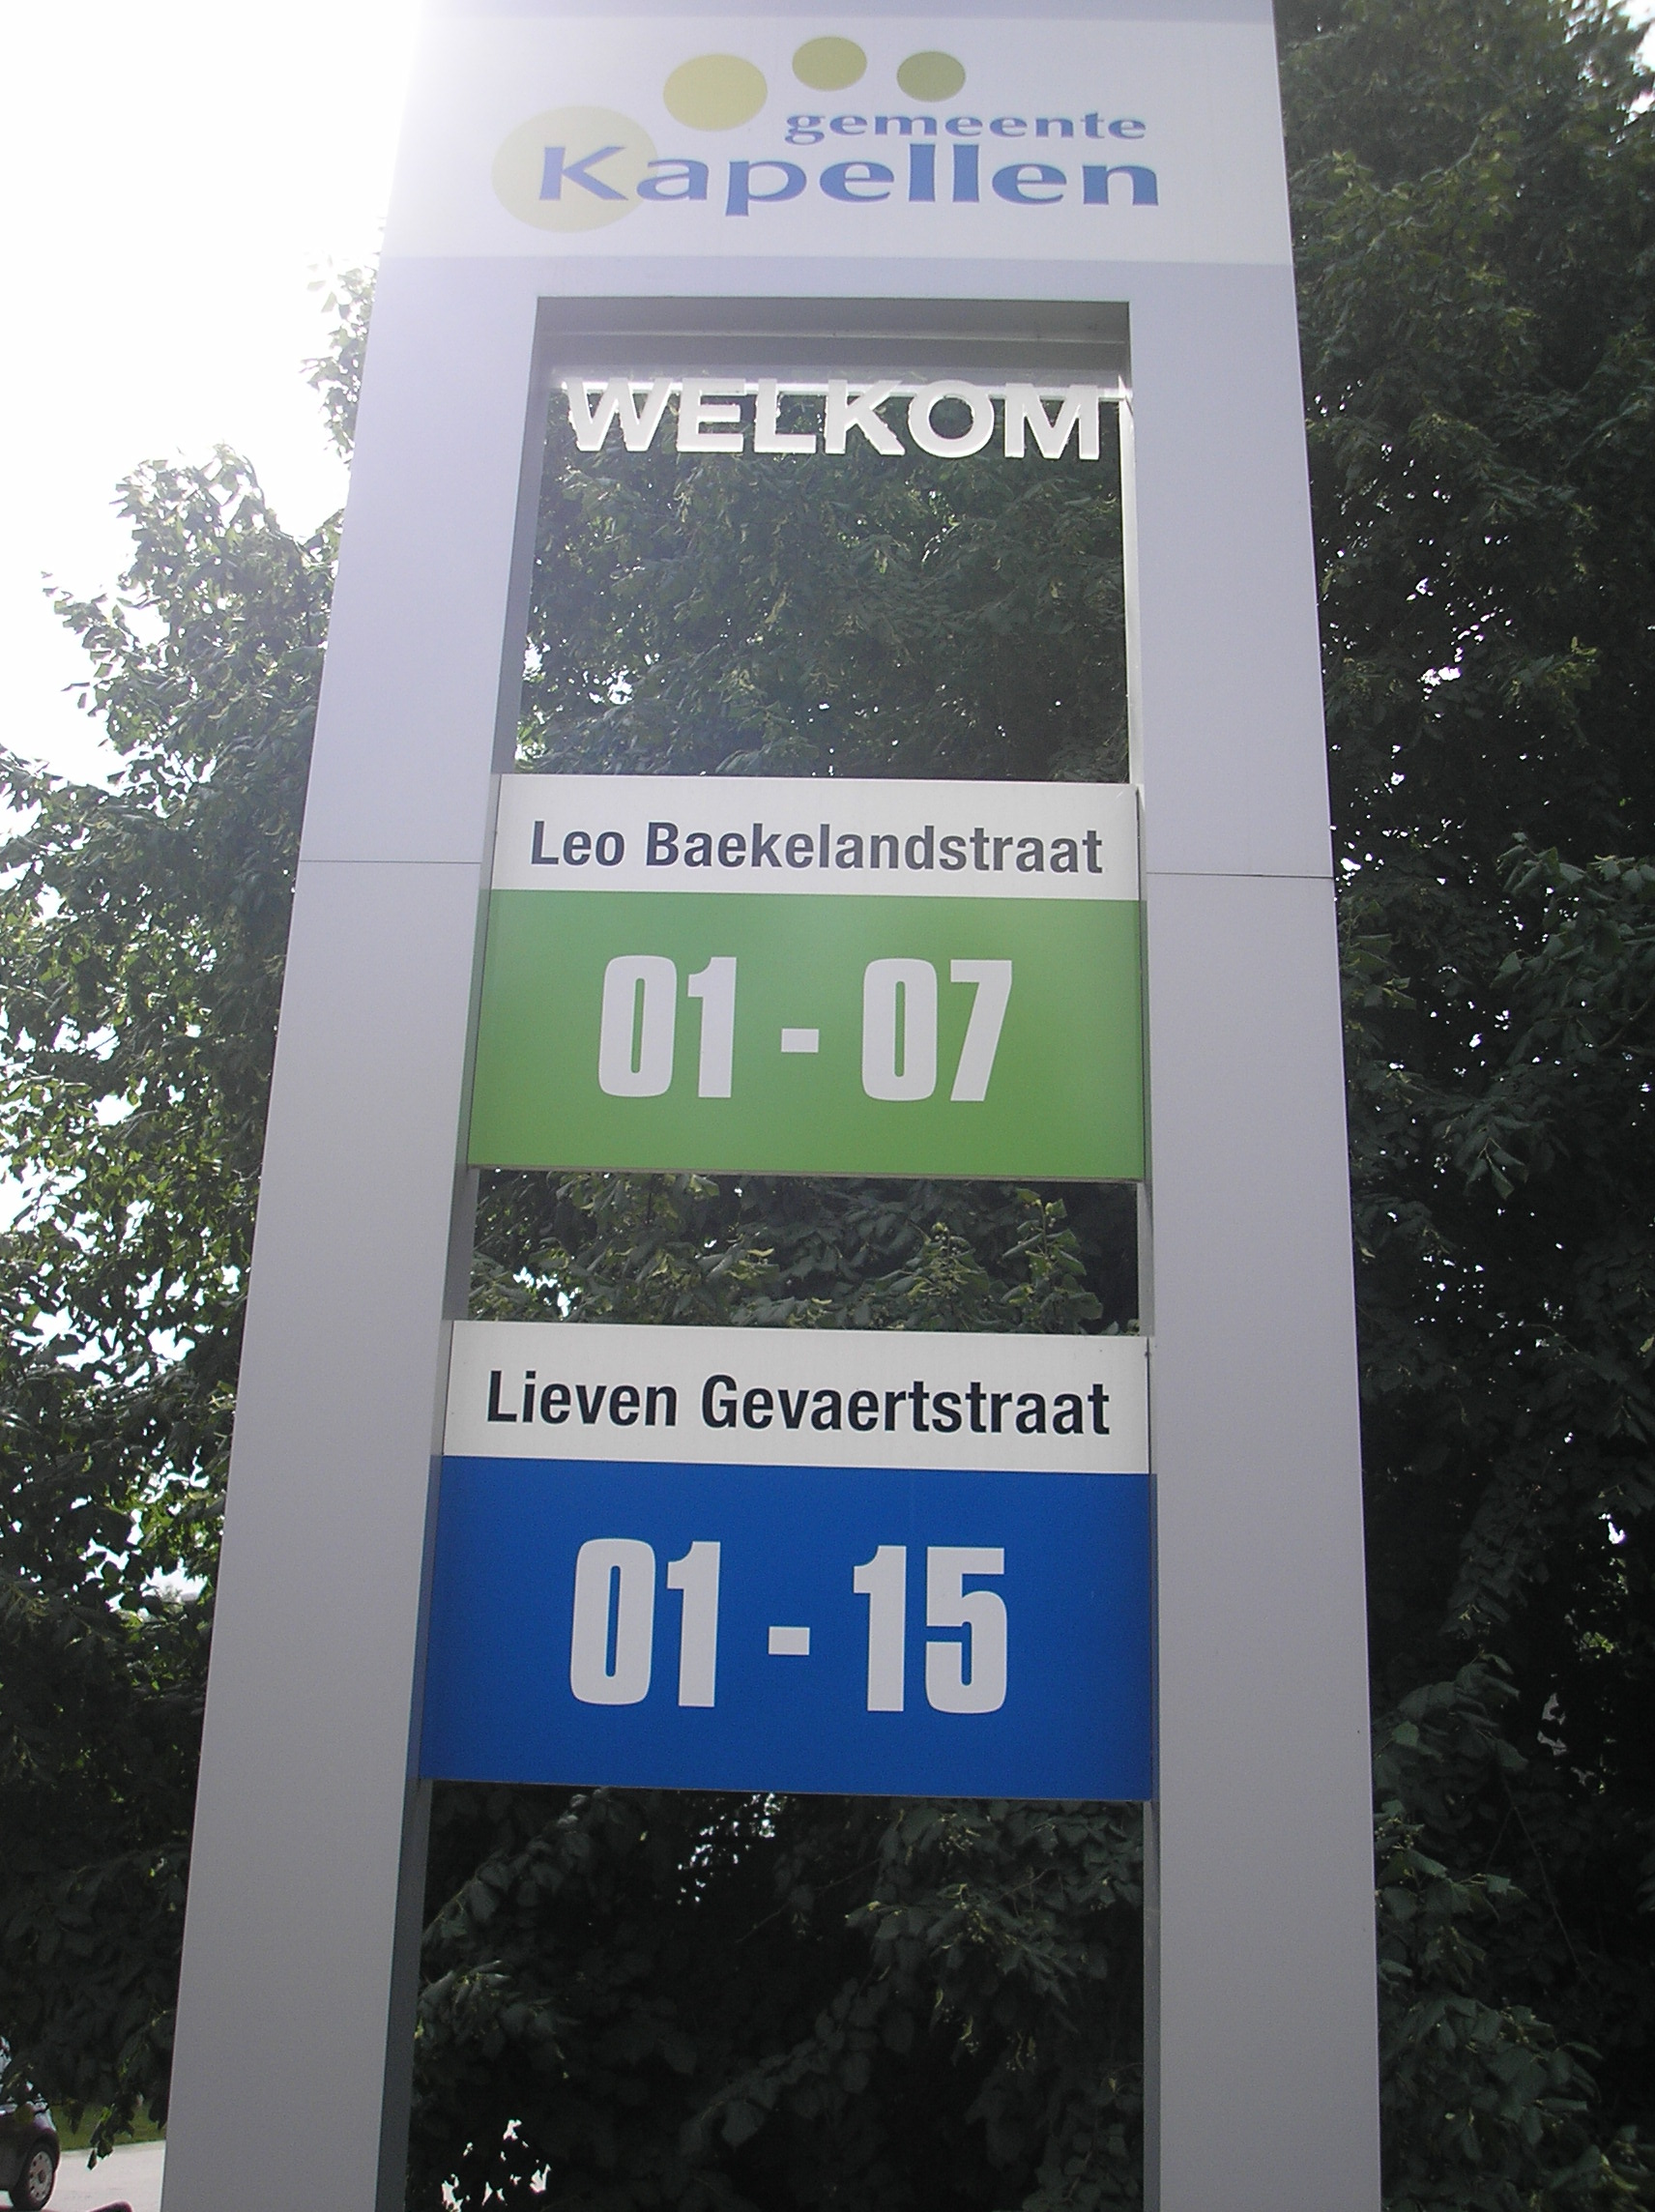 gemeente
Kapellen
WELKOM
Leo Baekelandstraat
01 - 07
Lieven Gevaertstraat
01 - 15